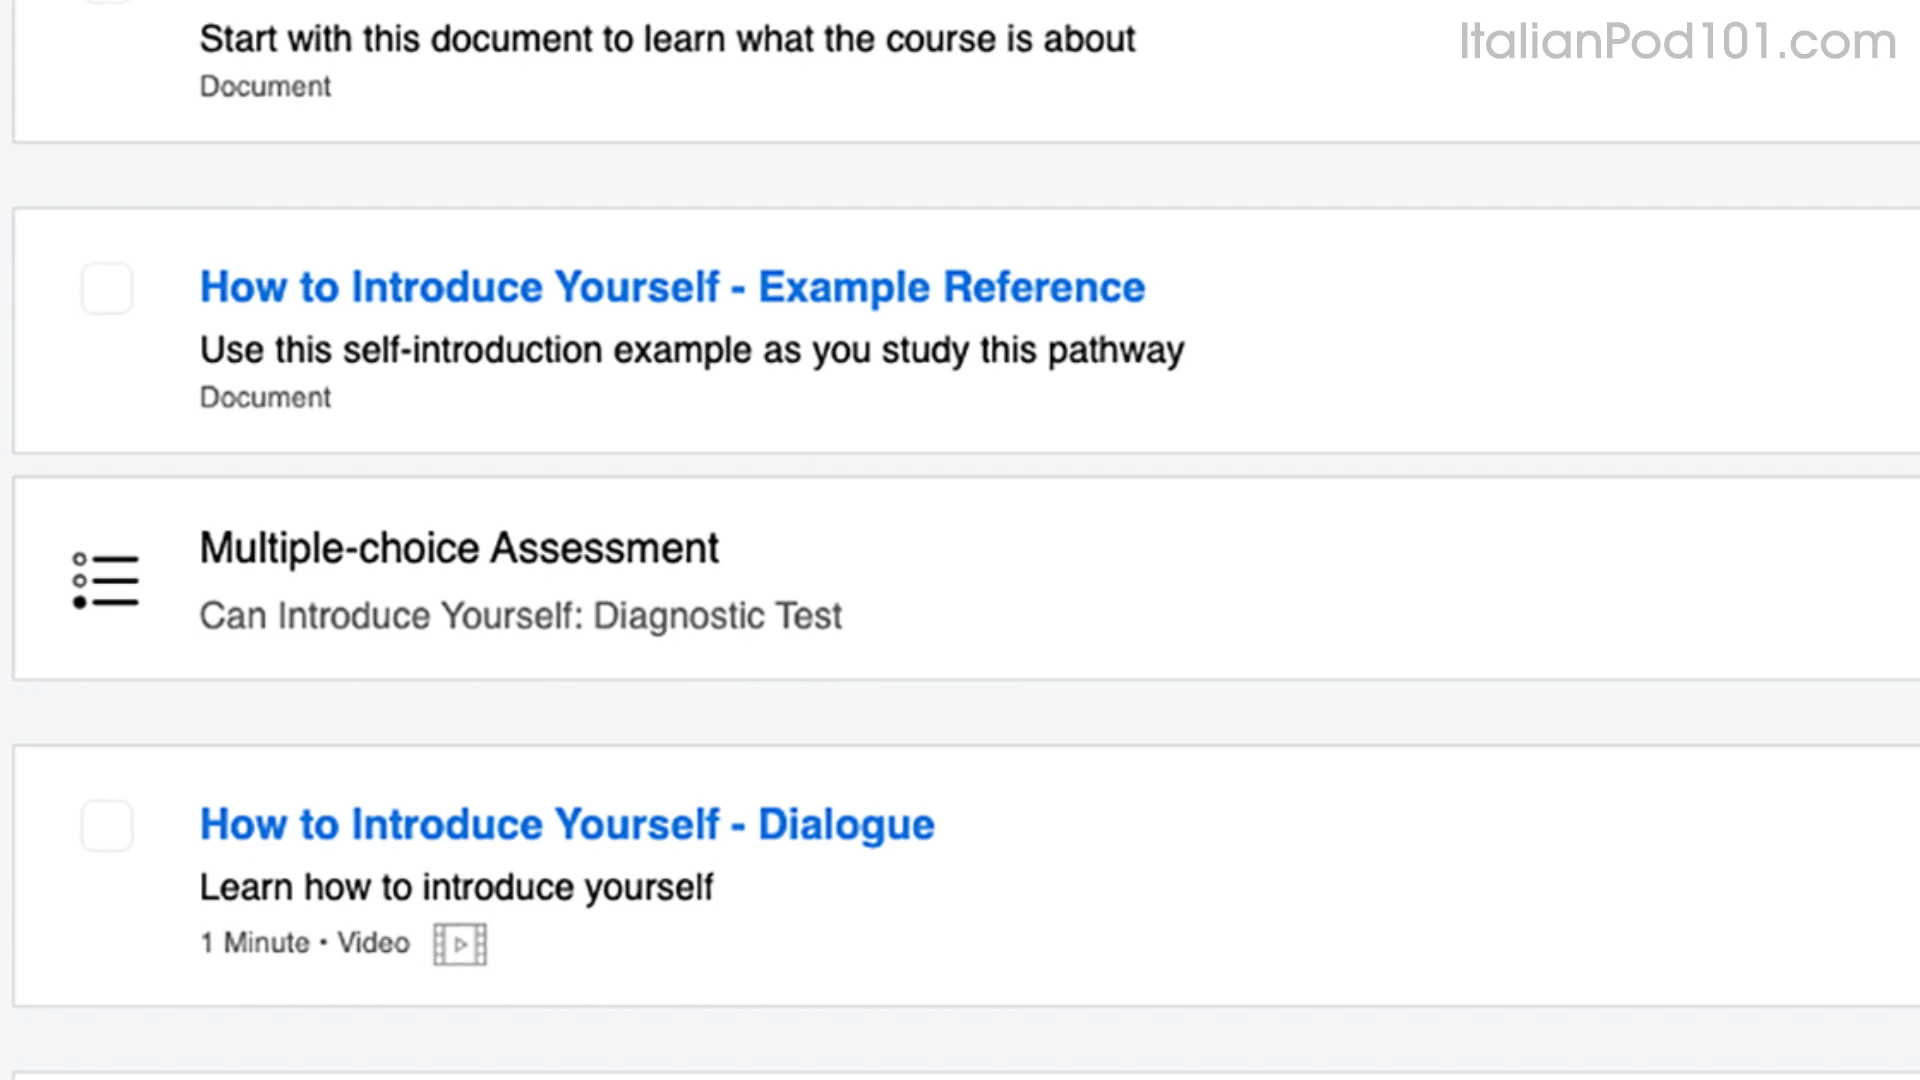 ItalianPod101.com
Start with this document to learn what the course is about
Document
How to Introduce Yourself - Example Reference
Use this self-introduction example as you study this pathway
Document
Multiple-choice Assessment
Can Introduce Yourself: Diagnostic Test
How to Introduce Yourself - Dialogue
Learn how to introduce yourself
1 Minute • Video